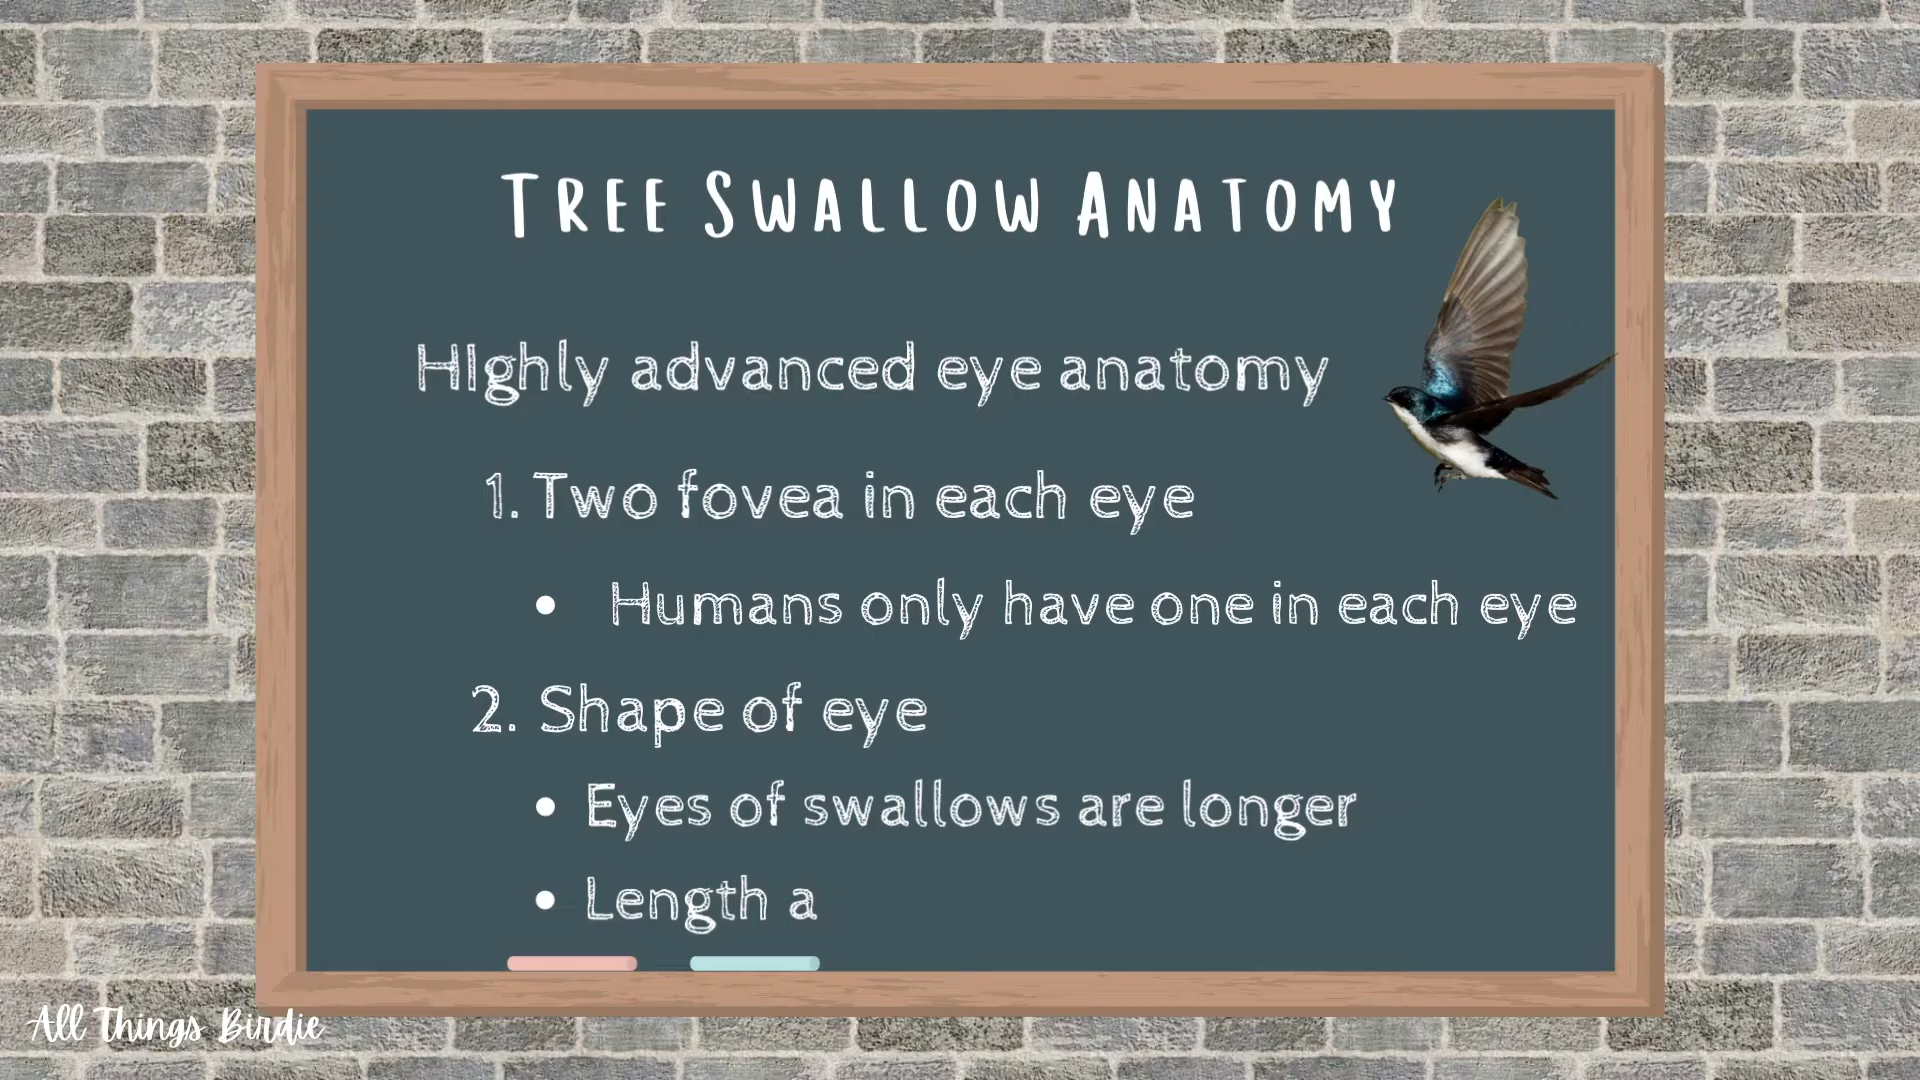 Tree Swallow Anatomy
HIghly advanced eye anatomy
1. Two fovea in each eye
• Humans only have one in each eye
2. Shape of eye
• Eyes of swallows are longer
• Length a
All Things Birdie